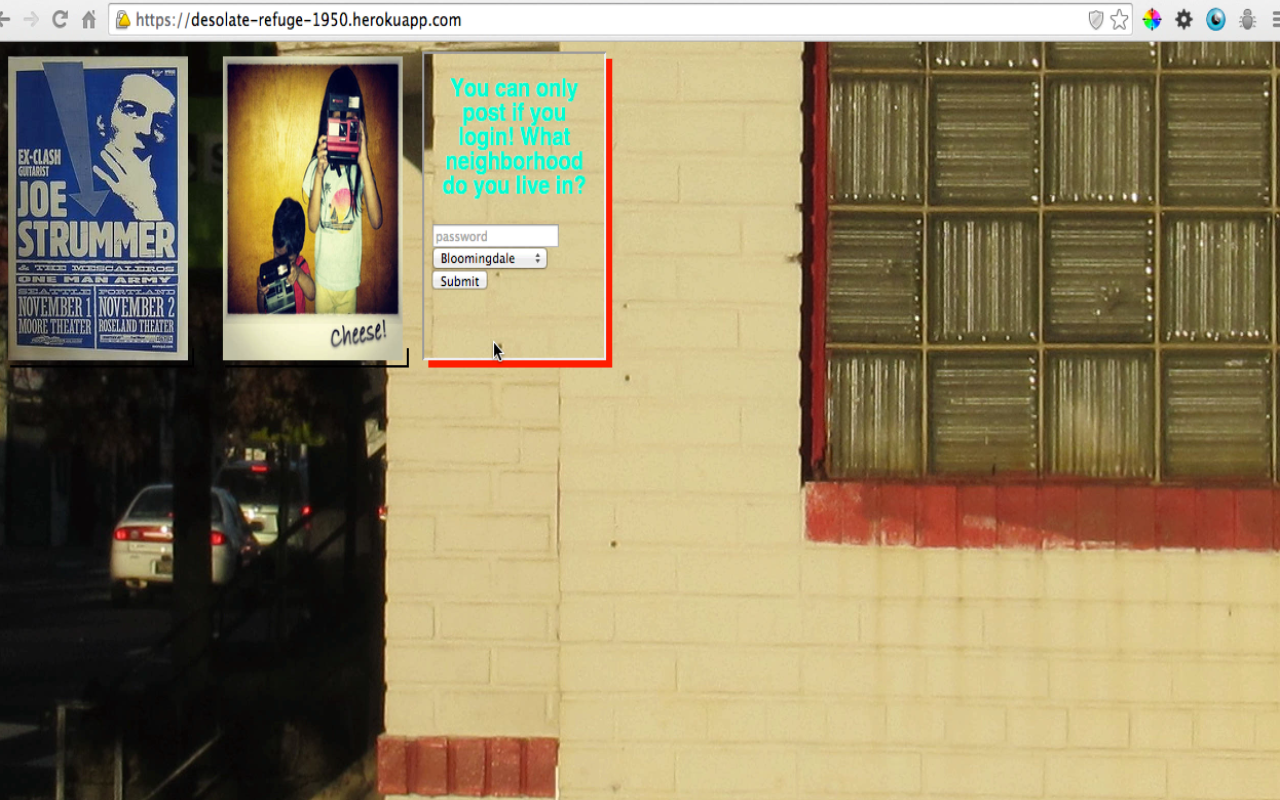 https://desolate-refuge-1950.herokuapp.com
EX-CLASH
GUITARIST
JOE
STRUMMER
& THE MESCALEROS
ONE MAN ARMY
SEATTLE
NOVEMBER 1
MOORE THEATER
PORTLAND
NOVEMBER 2
ROSELAND THEATER
Cheese!
You can only
post if you
login! What
neighborhood
do you live in?
password
Bloomingdale
Submit